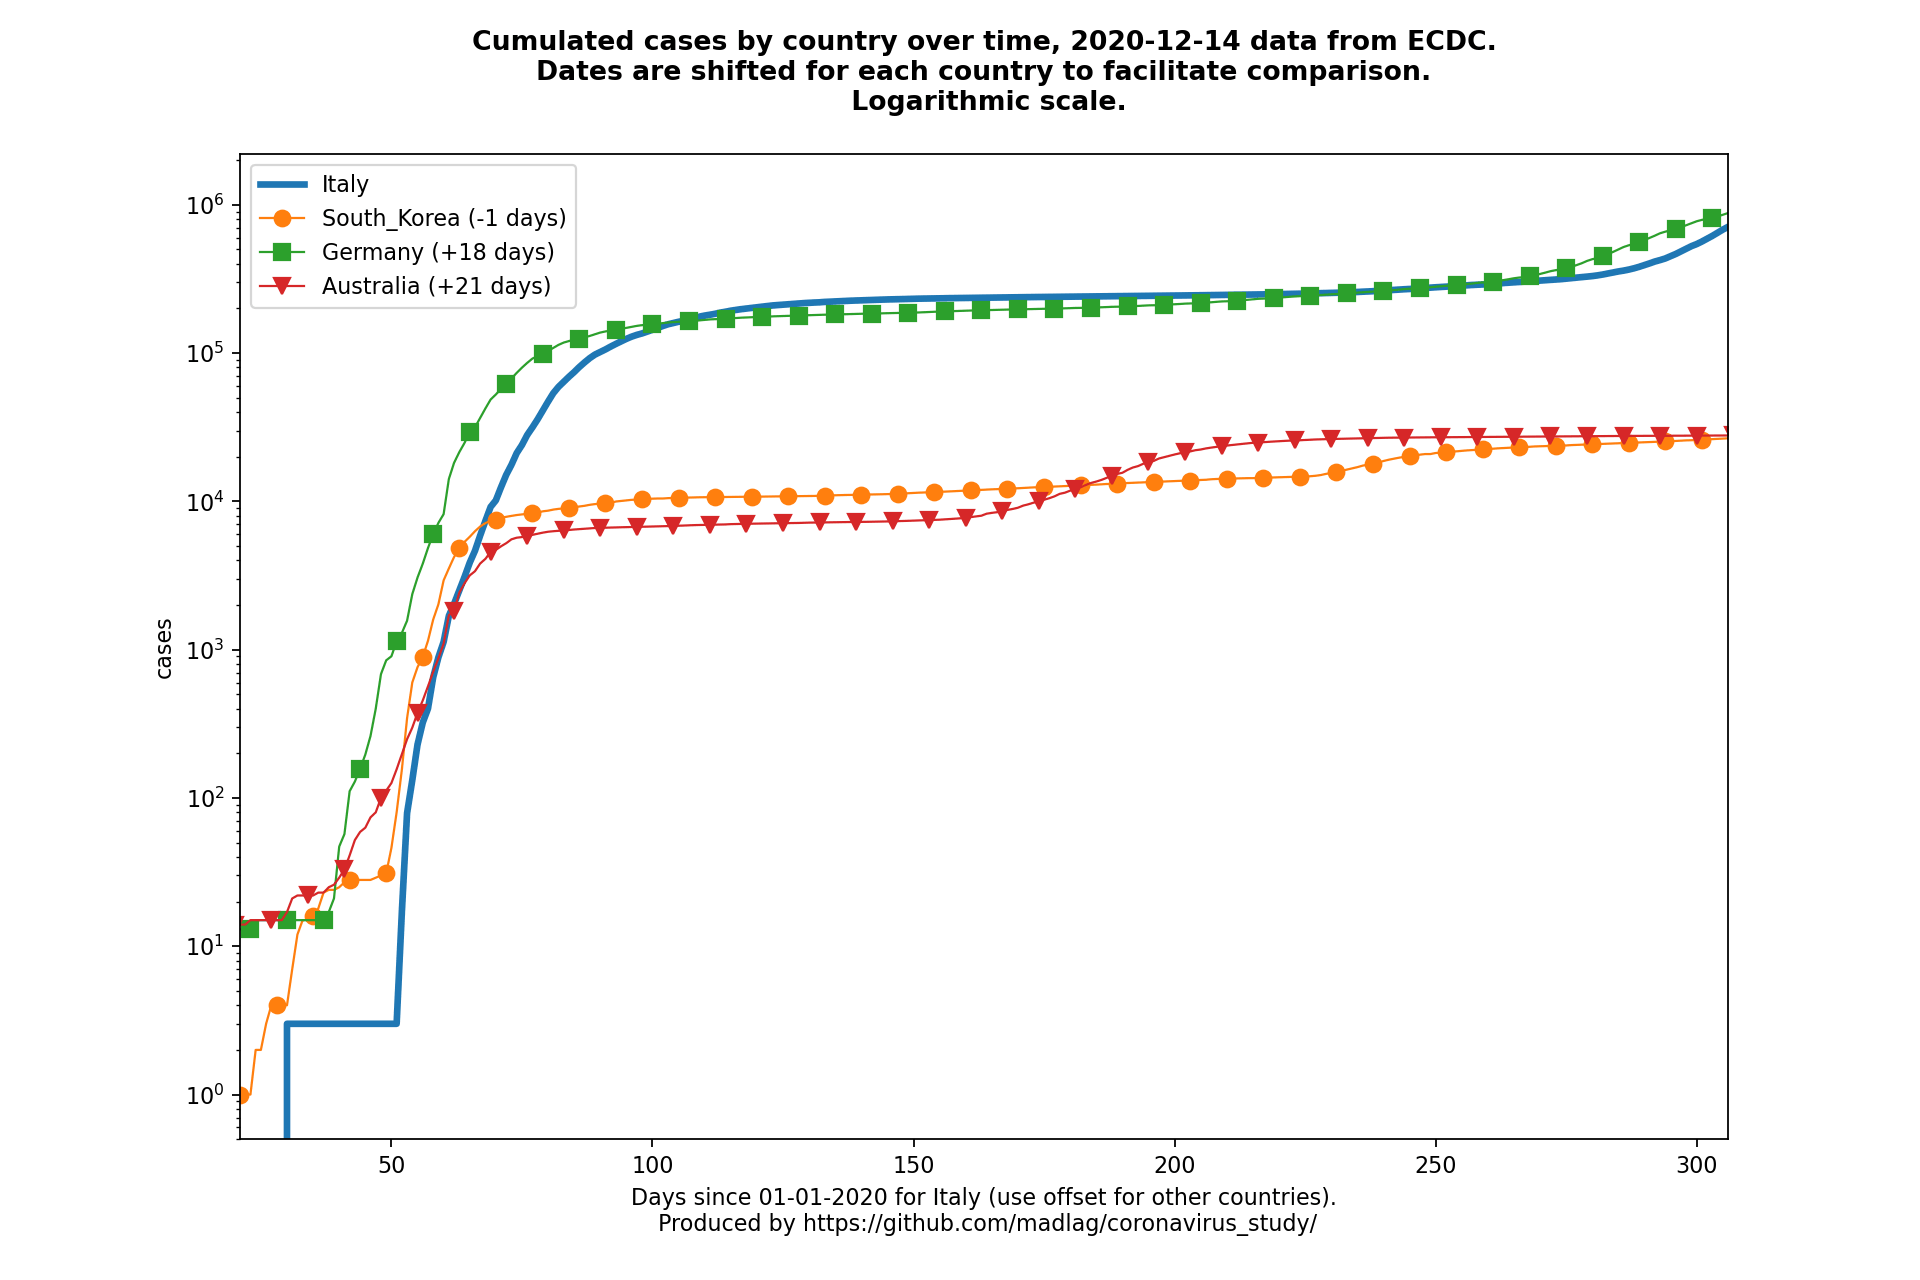 Cumulated cases by country over time, 2020-12-14 data from ECDC.
Dates are shifted for each country to facilitate comparison.
Logarithmic scale.
Italy
South_Korea (-1 days)
Germany (+18 days)
Australia (+21 days)
10^6
10^5
10^4
10^3
10^2
10^1
10^0
cases
50 100 150 200 250 300
Days since 01-01-2020 for Italy (use offset for other countries).
Produced by https://github.com/madlag/coronavirus_study/